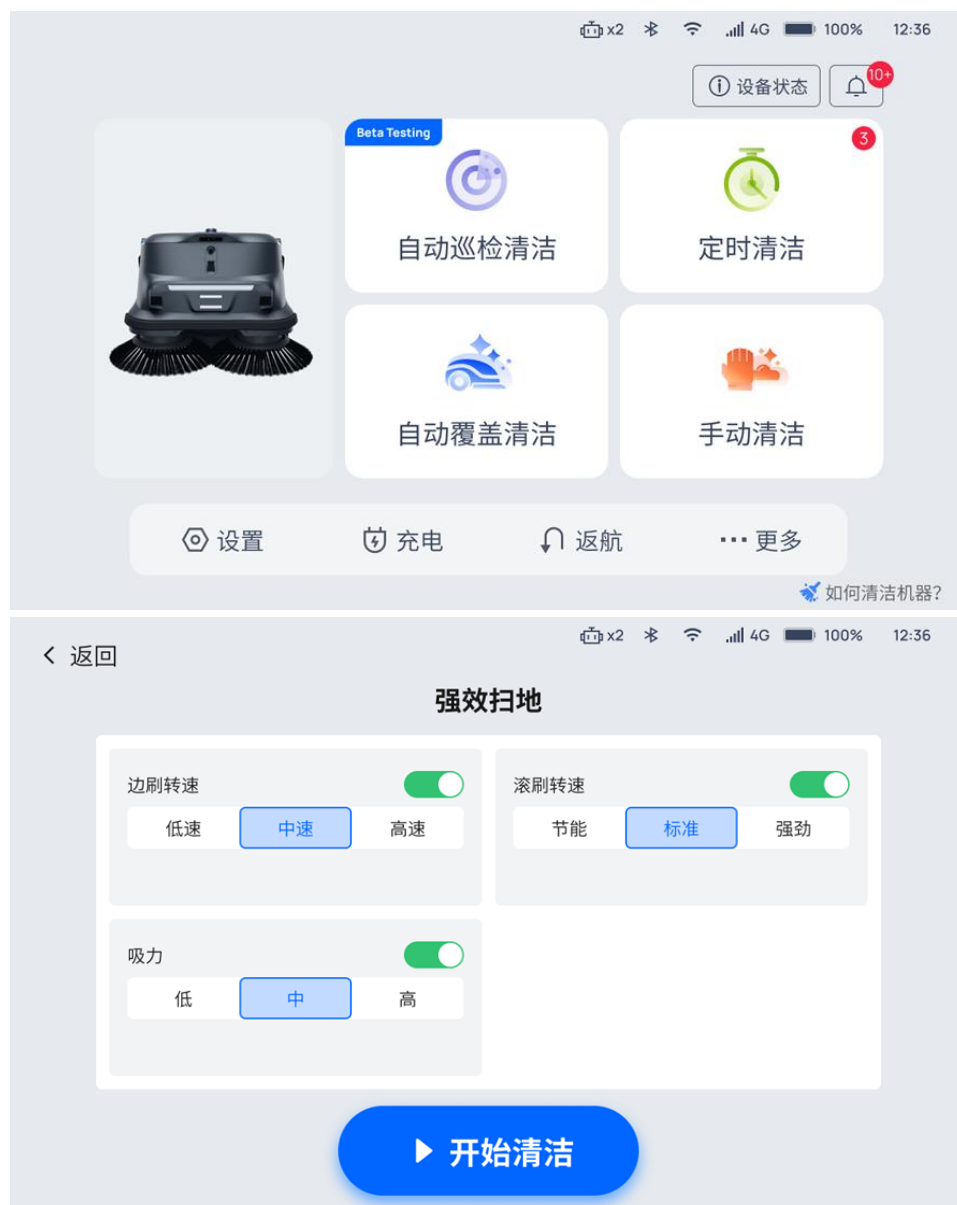 x2 4G 100% 12:36
设备状态 10+
Beta Testing
3
自动巡检清洁
定时清洁
自动覆盖清洁
手动清洁
设置 充电 返航 更多
如何清洁机器?
x2 4G 100% 12:36
返回
强效扫地
边刷转速
低速 中速 高速
滚刷转速
节能 标准 强劲
吸力
低 中 高
开始清洁